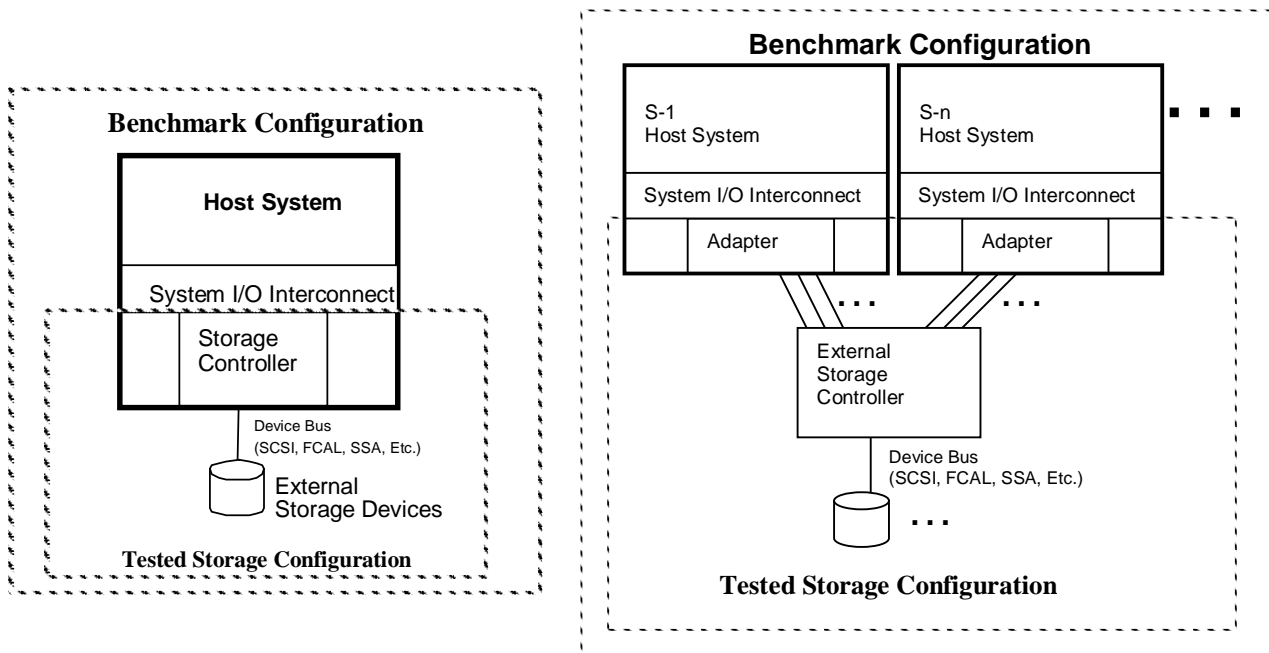 Benchmark Configuration
Host System
System I/O Interconnect
Storage
Controller
Device Bus
(SCSI, FCAL, SSA, Etc.)
External
Storage Devices
Tested Storage Configuration
Benchmark Configuration
S-1
Host System
S-n
Host System
System I/O Interconnect
System I/O Interconnect
Adapter
Adapter
External
Storage
Controller
Device Bus
(SCSI, FCAL, SSA, Etc.)
Tested Storage Configuration